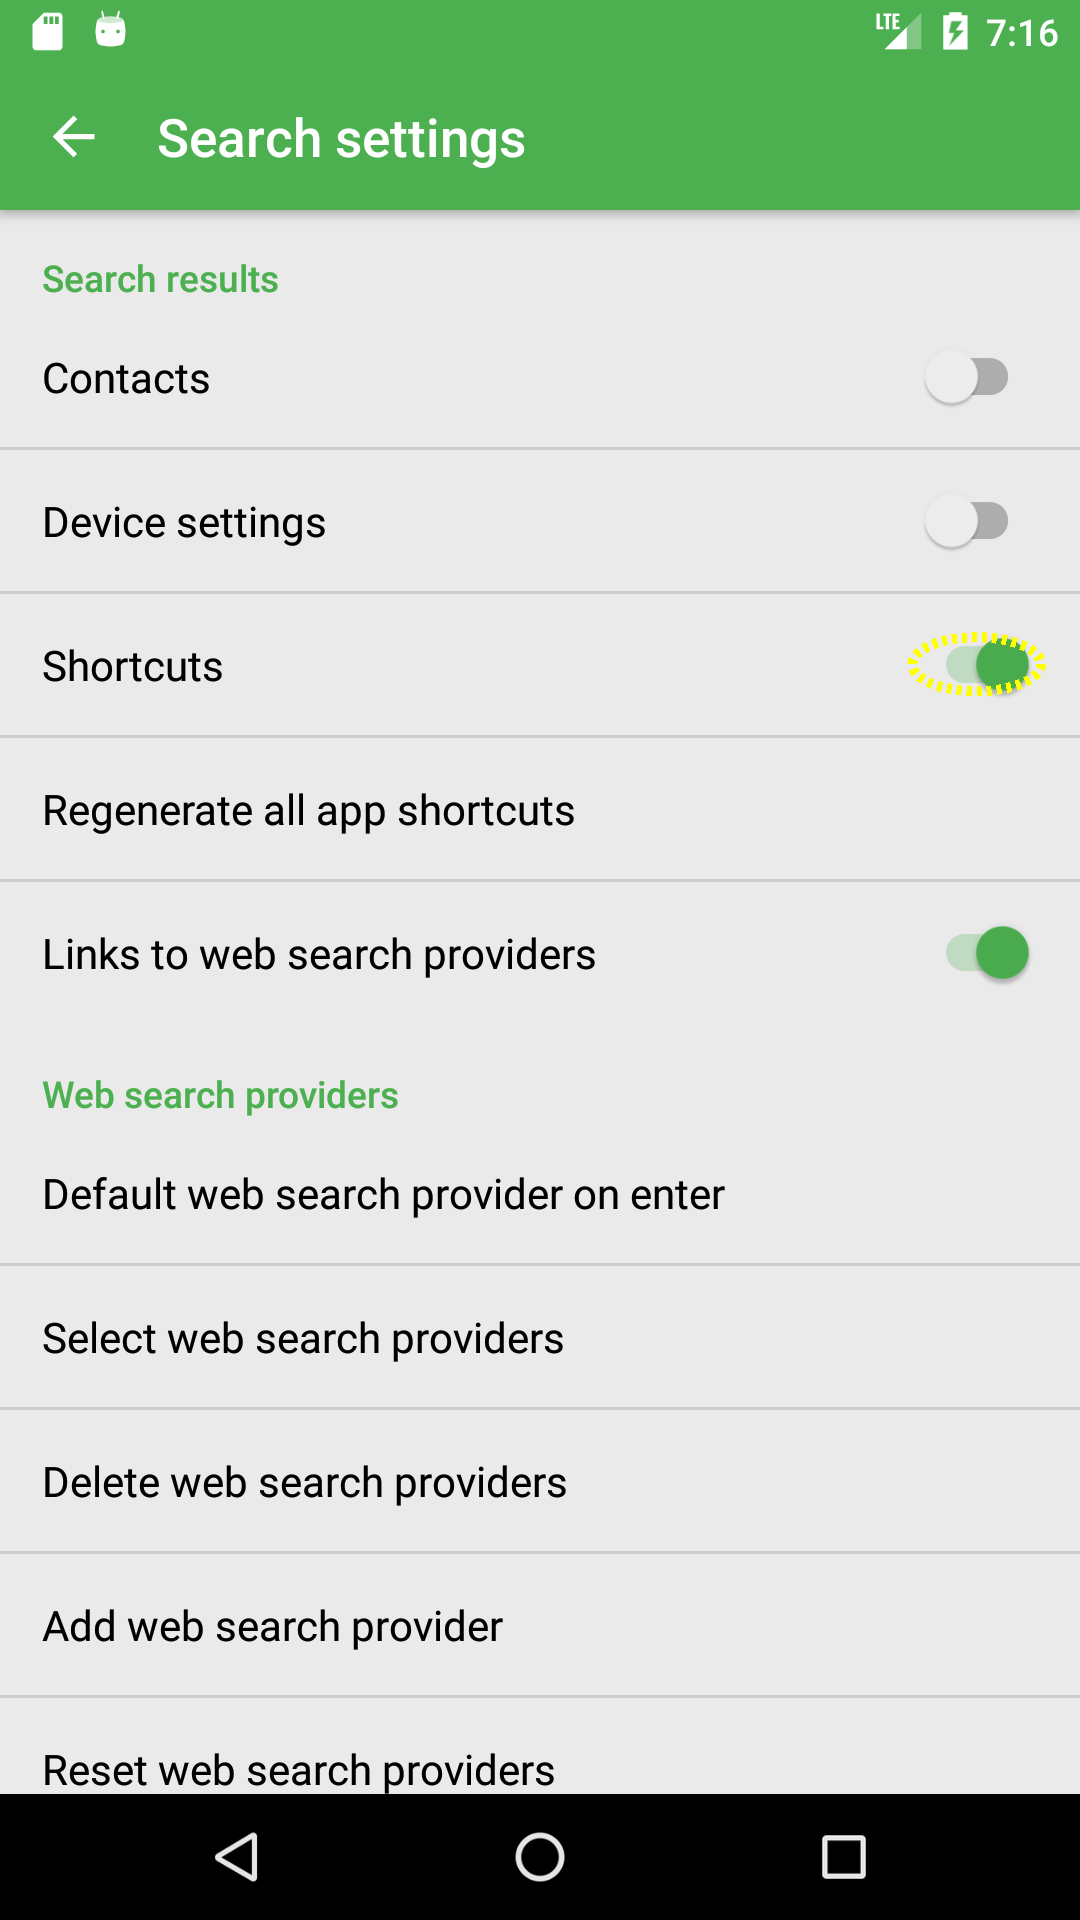 LTE 7:16
Search settings
Search results
Contacts
Device settings
Shortcuts
Regenerate all app shortcuts
Links to web search providers
Web search providers
Default web search provider on enter
Select web search providers
Delete web search providers
Add web search provider
Reset web search providers